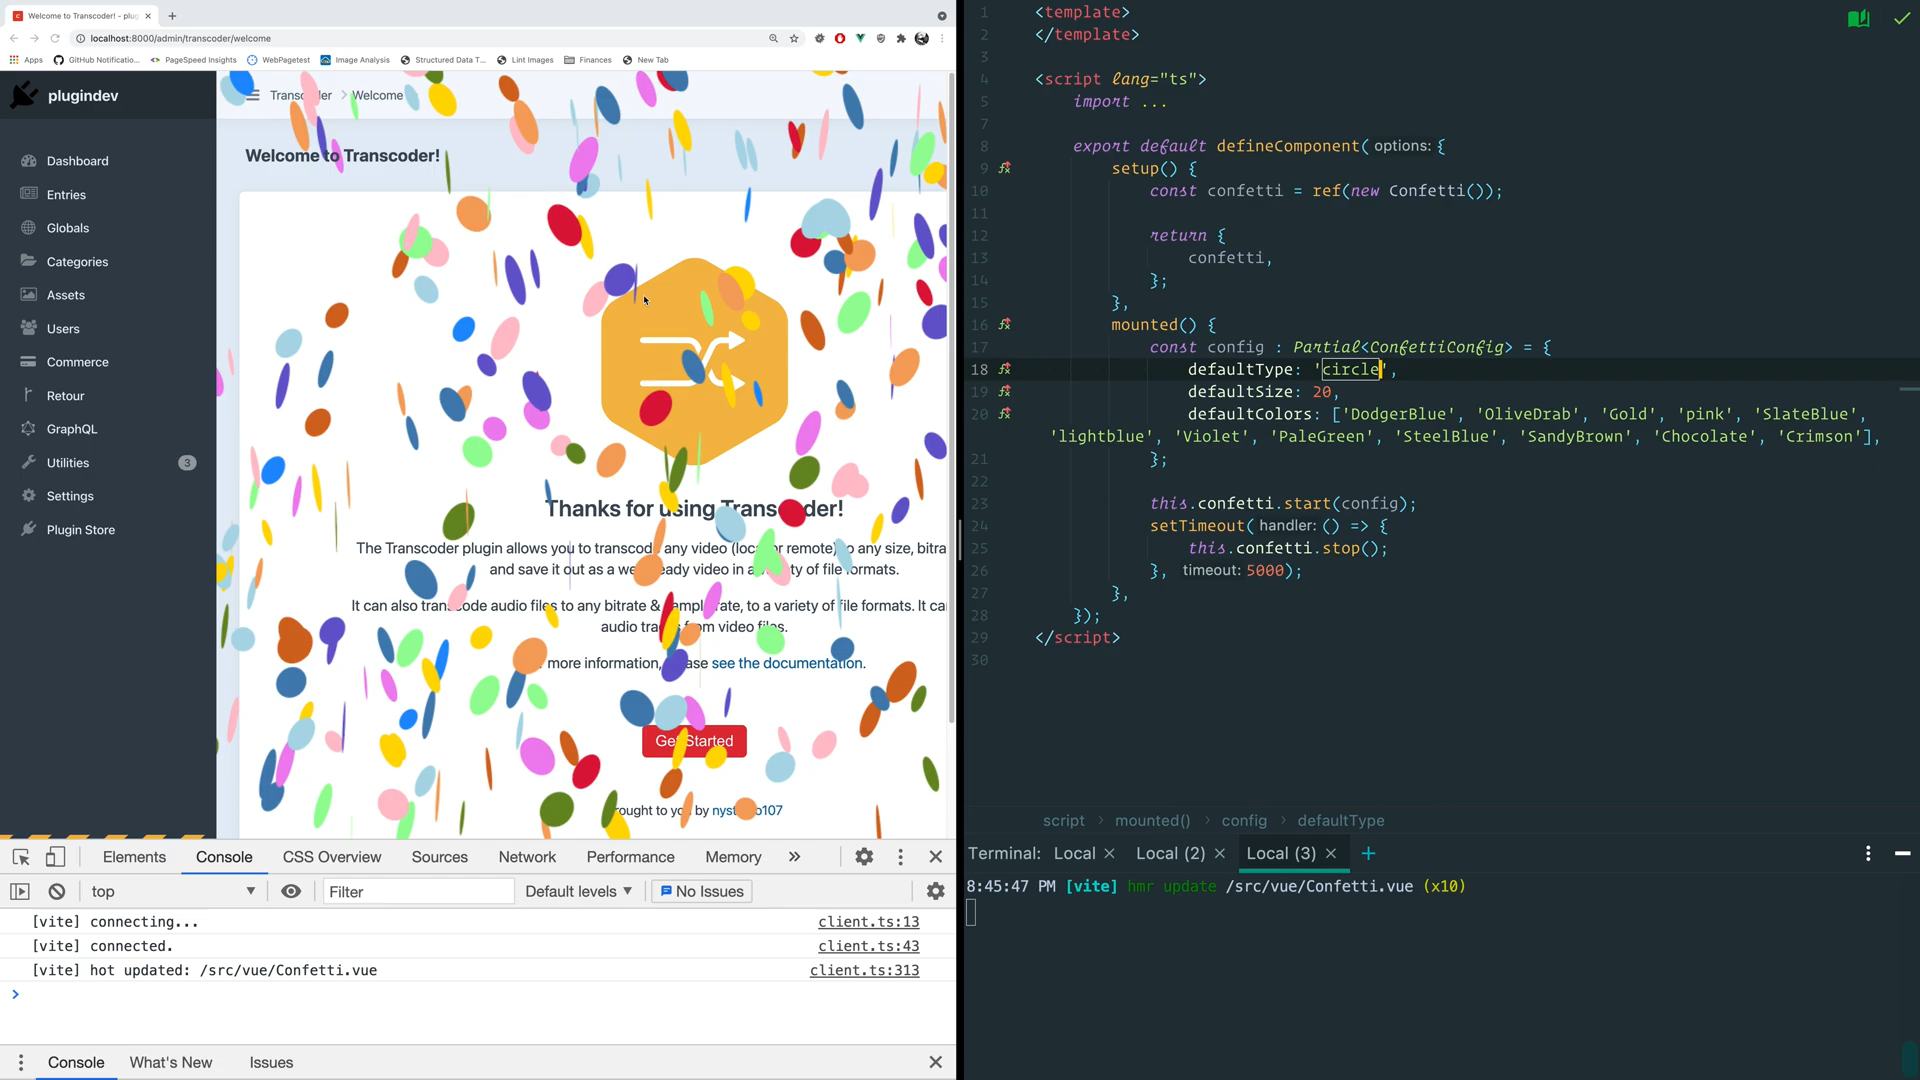 Welcome to Transcoder! - plug
localhost:8000/admin/transcoder/welcome
Apps
GitHub Notificatio...
PageSpeed Insights
WebPagetest
Image Analysis
Structured Data T...
Lint Images
Finances
New Tab
plugindev
Dashboard
Entries
Globals
Categories
Assets
Users
Commerce
Retour
GraphQL
Utilities
3
Settings
Plugin Store
Transcoder
Welcome
Welcome to Transcoder!
Thanks for using Transcoder!
The Transcoder plugin allows you to transcode any video (local or remote) to any size, bitra
and save it out as a web ready video in a variety of file formats.
It can also transcode audio files to any bitrate & sample rate, to a variety of file formats. It ca
audio tracks from video files.
more information, please see the documentation.
Get Started
rought to you by nystudio107
Elements
Console
CSS Overview
Sources
Network
Performance
Memory
»
top
Filter
Default levels
No Issues
[vite] connecting...
client.ts:13
[vite] connected.
client.ts:43
[vite] hot updated: /src/vue/Confetti.vue
client.ts:313
>
Console
What's New
Issues
1 <template>
2 </template>
3
4 <script lang="ts">
5 import ...
7
8 export default defineComponent( options: {
9 setup() {
10 const confetti = ref(new Confetti());
11
12 return {
13 confetti,
14 };
15 },
16 mounted() {
17 const config : Partial<ConfettiConfig> = {
18 defaultType: 'circle',
19 defaultSize: 20,
20 defaultColors: ['DodgerBlue', 'OliveDrab', 'Gold', 'pink', 'SlateBlue',
'lightblue', 'Violet', 'PaleGreen', 'SteelBlue', 'SandyBrown', 'Chocolate', 'Crimson'],
21 };
22
23 this.confetti.start(config);
24 setTimeout( handler: () => {
25 this.confetti.stop();
26 }, timeout: 5000);
27 },
28 });
29 </script>
30
script > mounted() > config > defaultType
Terminal:
Local ×
Local (2) ×
Local (3) ×
+
8:45:47 PM [vite] hmr update /src/vue/Confetti.vue (x10)